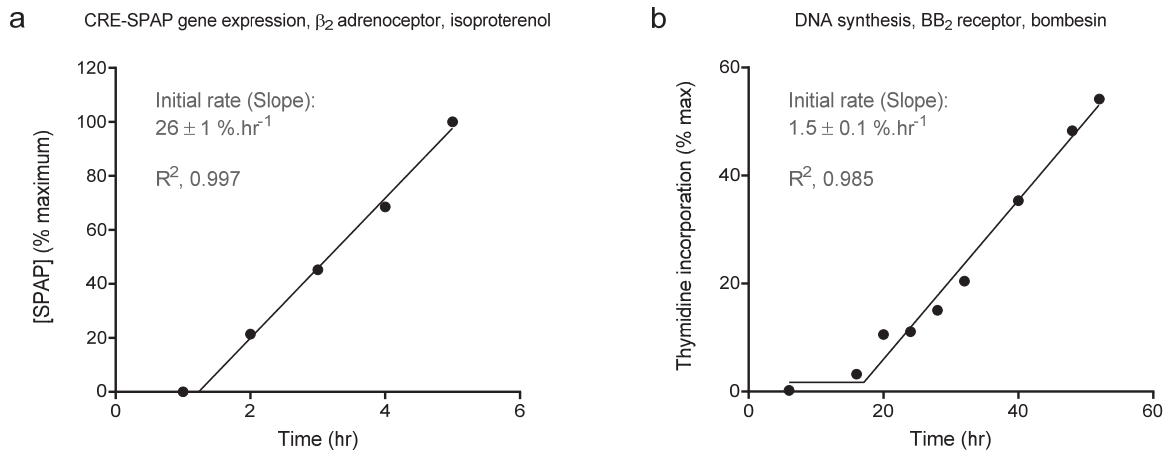 a
CRE-SPAP gene expression, β2 adrenoceptor, isoproterenol
[SPAP] (% maximum)
120
100
80
60
40
20
0
Initial rate (Slope):
26 ± 1 %.hr-1
R2, 0.997
0
2
4
6
Time (hr)
b
DNA synthesis, BB2 receptor, bombesin
Thymidine incorporation (% max)
60
40
20
0
Initial rate (Slope):
1.5 ± 0.1 %.hr-1
R2, 0.985
0
20
40
60
Time (hr)